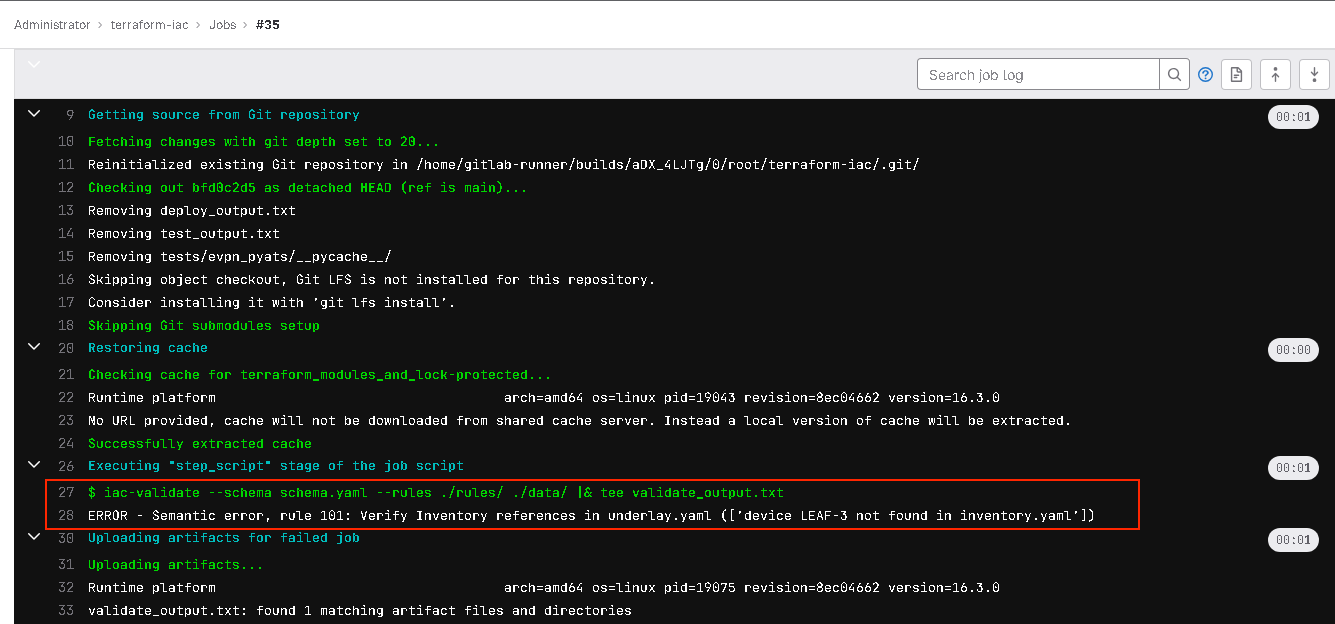 Administrator > terraform-iac > Jobs > #35
Search job log
9 Getting source from Git repository 00:01
10 Fetching changes with git depth set to 20...
11 Reinitialized existing Git repository in /home/gitlab-runner/builds/aDX_4LJTg/0/root/terraform-iac/.git/
12 Checking out bfd0c2d5 as detached HEAD (ref is main)...
13 Removing deploy_output.txt
14 Removing test_output.txt
15 Removing tests/evpn_pyats/__pycache__/
16 Skipping object checkout, Git LFS is not installed for this repository.
17 Consider installing it with 'git lfs install'.
18 Skipping Git submodules setup
20 Restoring cache 00:00
21 Checking cache for terraform_modules_and_lock-protected...
22 Runtime platform arch=amd64 os=linux pid=19043 revision=8ec04662 version=16.3.0
23 No URL provided, cache will not be downloaded from shared cache server. Instead a local version of cache will be extracted.
24 Successfully extracted cache
26 Executing "step_script" stage of the job script 00:01
27 $ iac-validate --schema schema.yaml --rules ./rules/ ./data/ |& tee validate_output.txt
28 ERROR - Semantic error, rule 101: Verify Inventory references in underlay.yaml (['device LEAF-3 not found in inventory.yaml'])
30 Uploading artifacts for failed job 00:01
31 Uploading artifacts...
32 Runtime platform arch=amd64 os=linux pid=19075 revision=8ec04662 version=16.3.0
33 validate_output.txt: found 1 matching artifact files and directories